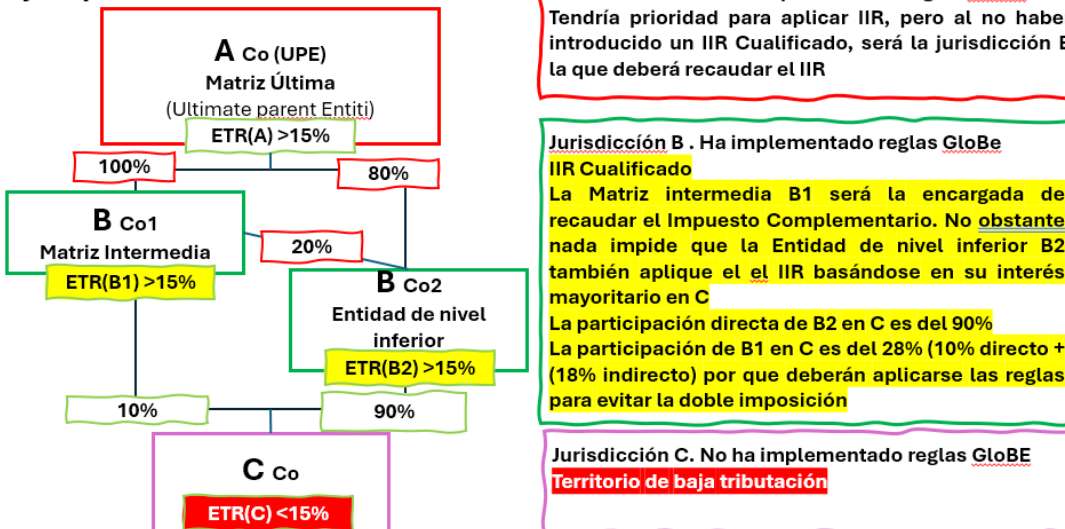 A Co (UPE)
Matriz Última
(Ultimate parent Entiti)
ETR(A) >15%
100%
80%
B Co1
Matriz Intermedia
ETR(B1) >15%
20%
B Co2
Entidad de nivel
inferior
ETR(B2) >15%
10%
90%
C Co
ETR(C) <15%
Tendría prioridad para aplicar IIR, pero al no habe
introducido un IIR Cualificado, será la jurisdicción
la que deberá recaudar el IIR
Jurisdiccíón B . Ha implementado reglas GloBe
IIR Cualificado
La Matriz intermedia B1 será la encargada de
recaudar el Impuesto Complementario. No obstante
nada impide que la Entidad de nivel inferior B2
también aplique el el IIR basándose en su interés
mayoritario en C
La participación directa de B2 en C es del 90%
La participación de B1 en C es del 28% (10% directo +
(18% indirecto) por que deberán aplicarse las reglas
para evitar la doble imposición
Jurisdicción C. No ha implementado reglas GloBE
Territorio de baja tributación